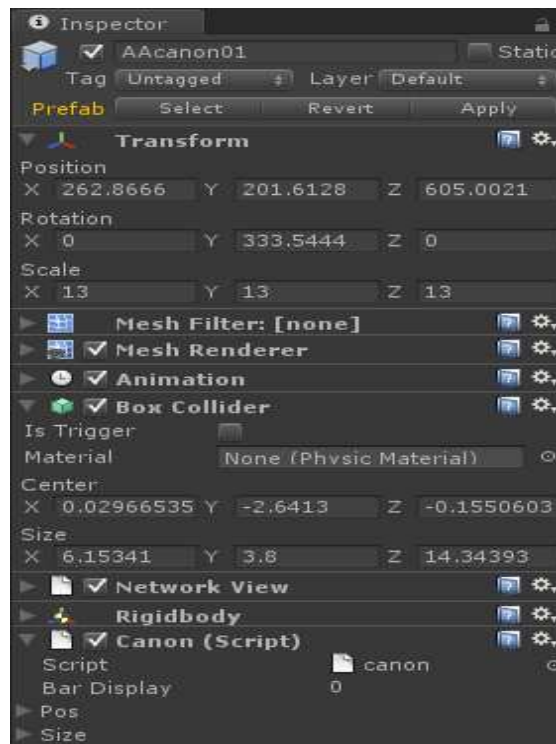 Inspector
AAcanon01 Static
Tag Untagged Layer Default
Prefab Select Revert Apply
Transform
Position
X 262.8666 Y 201.6128 Z 605.0021
Rotation
X 0 Y 333.5444 Z 0
Scale
X 13 Y 13 Z 13
Mesh Filter: [none]
Mesh Renderer
Animation
Box Collider
Is Trigger
Material None (Physic Material)
Center
X 0.02966535 Y -2.6413 Z -0.1550603
Size
X 6.15341 Y 3.8 Z 14.34393
Network View
Rigidbody
Canon (Script)
Script canon
Bar Display 0
Pos
Size